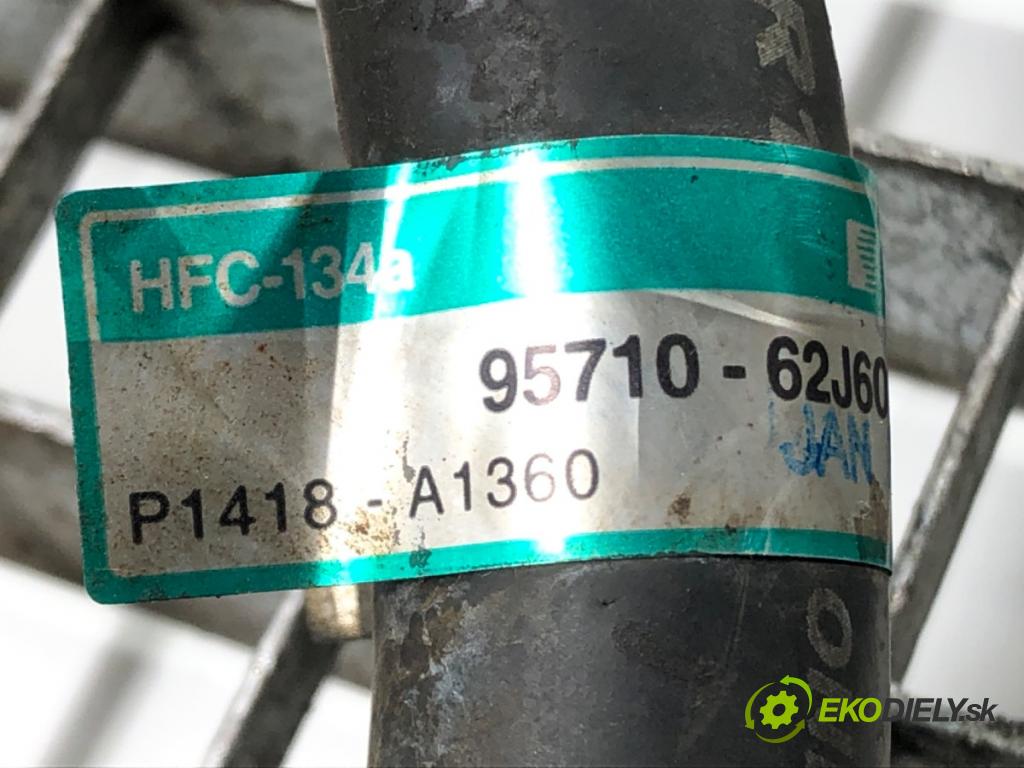 HFC-134a
95710-62J60
JAN.
P1418-A1360
EKODIELY.sk